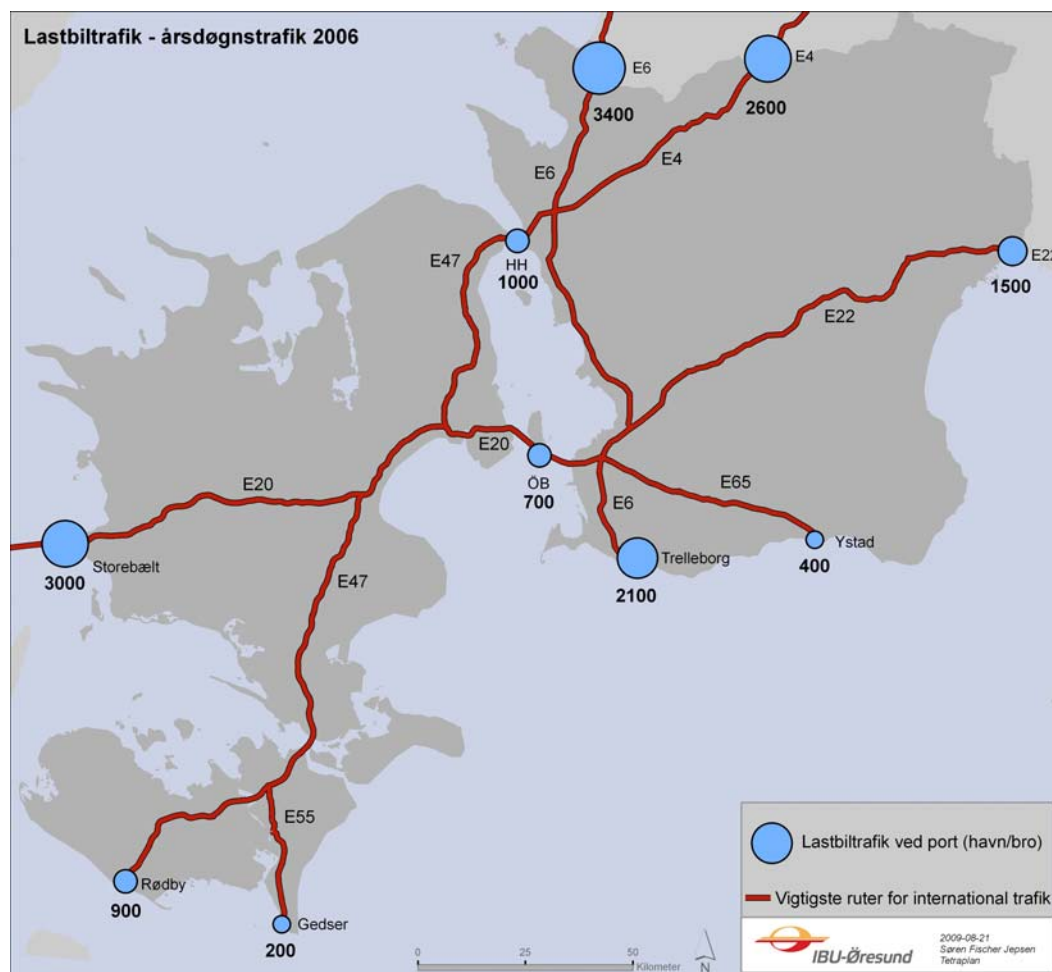 Lastbiltrafik - årsdøgnstrafik 2006
E6
3400
E4
2600
E6
E4
E47
HH
1000
E22
1500
E22
E20
ÖB
700
E20
E65
E6
Storebælt
3000
Trelleborg
2100
Ystad
400
E47
E55
Rødby
900
Gedser
200
Lastbiltrafik ved port (havn/bro)
Vigtigste ruter for international trafik
IBU-Øresund
2009-08-21
Søren Fischer Jepsen
Tetraplan
0
25
50
Kilometer
N